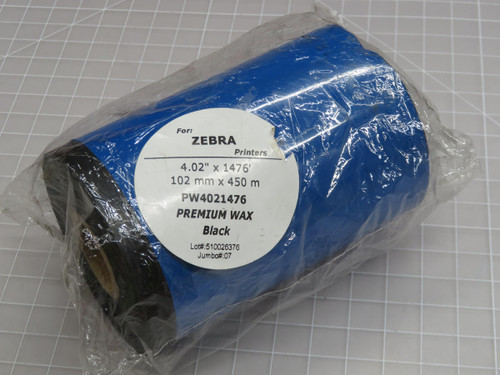 For:
ZEBRA
Printers
4.02" x 1476'
102 mm x 450 m
PW4021476
PREMIUM WAX
Black
Lot#:510026376
Jumbo#:07